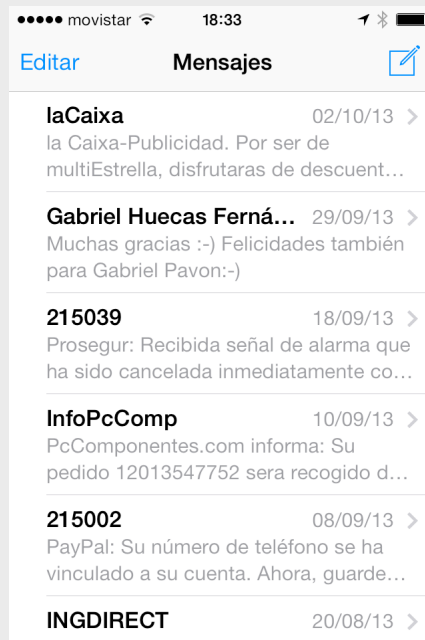 movistar 18:33
Editar Mensajes
laCaixa 02/10/13
la Caixa-Publicidad. Por ser de
multiEstrella, disfrutaras de descuent...
Gabriel Huecas Ferná... 29/09/13
Muchas gracias :-) Felicidades también
para Gabriel Pavon:-)
215039 18/09/13
Prosegur: Recibida señal de alarma que
ha sido cancelada inmediatamente co...
InfoPcComp 10/09/13
PcComponentes.com informa: Su
pedido 12013547752 sera recogido d...
215002 08/09/13
PayPal: Su número de teléfono se ha
vinculado a su cuenta. Ahora, guarde...
INGDIRECT 20/08/13